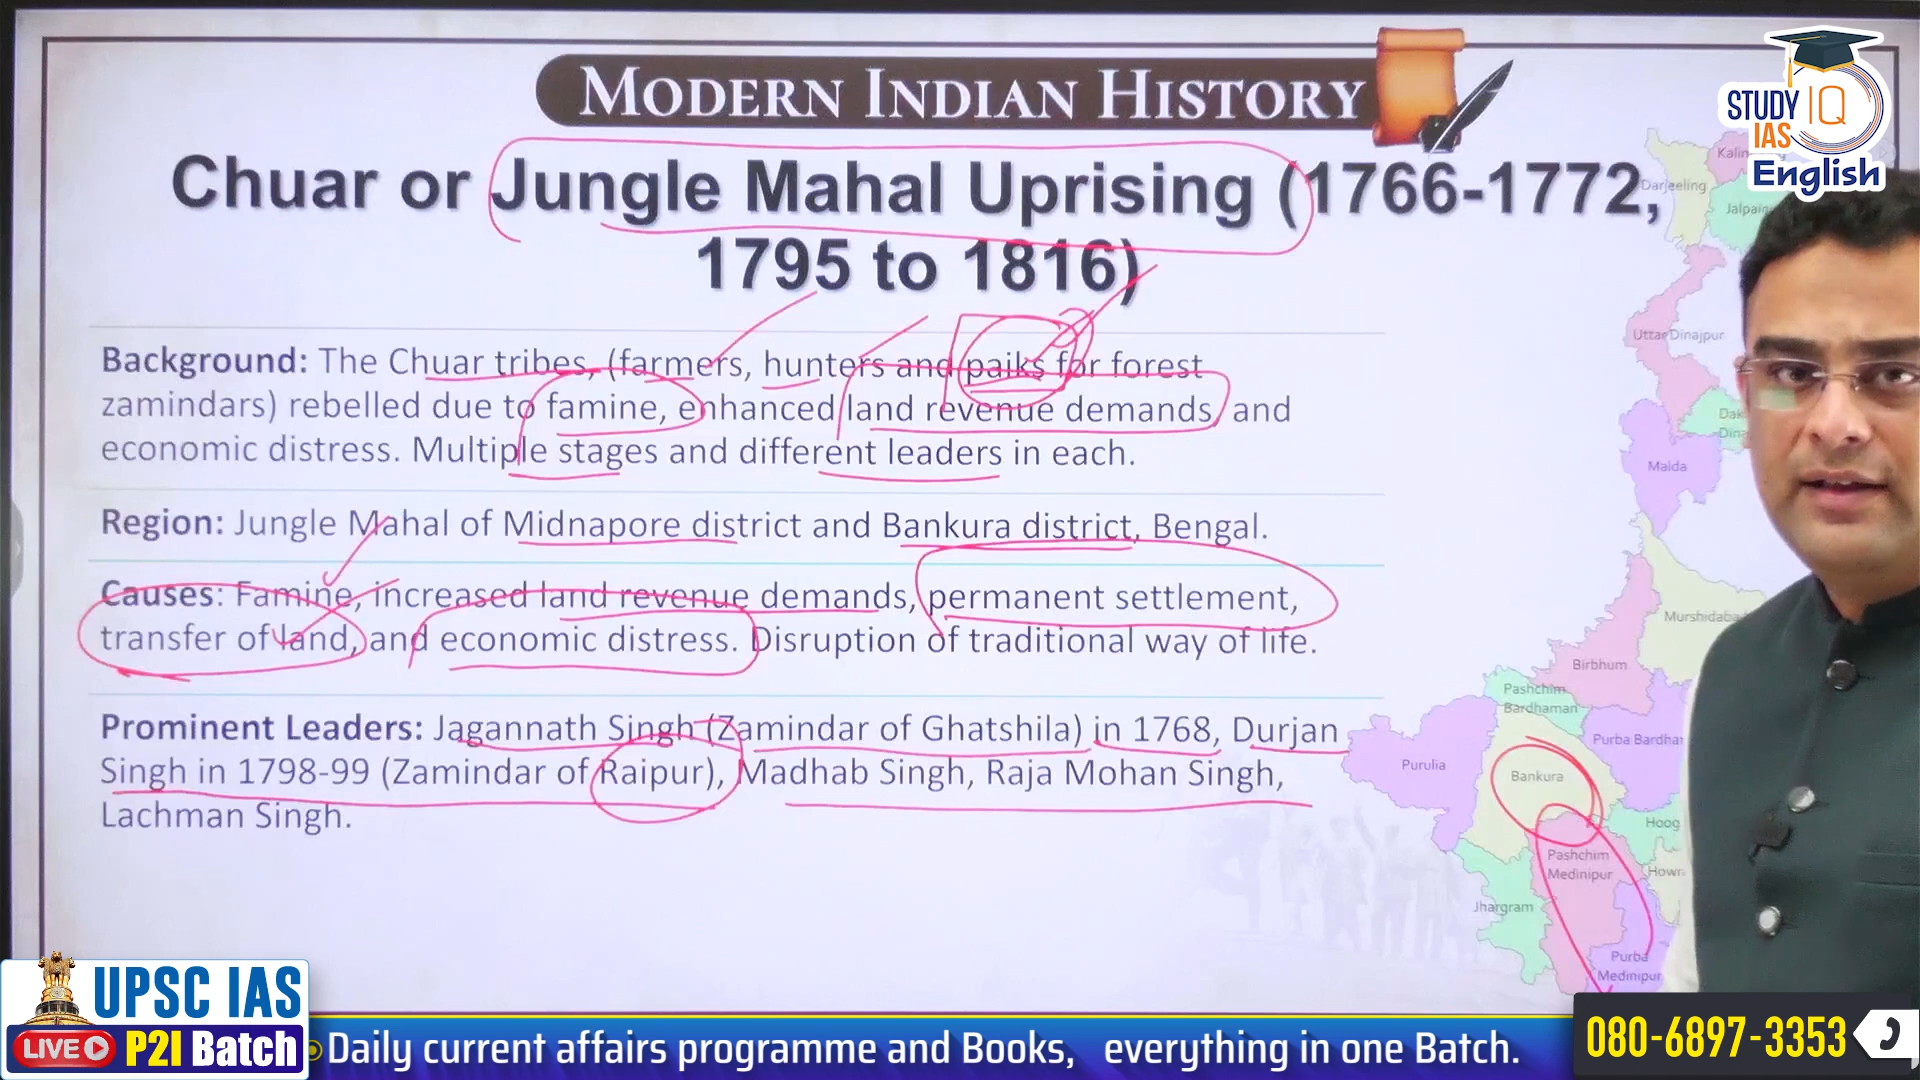 MODERN INDIAN HISTORY
STUDY IQ
IAS
English
Chuar or Jungle Mahal Uprising (1766-1772,
1795 to 1816)
Background: The Chuar tribes, (farmers, hunters and paiks for forest
zamindars) rebelled due to famine, enhanced land revenue demands, and
economic distress. Multiple stages and different leaders in each.
Region: Jungle Mahal of Midnapore district and Bankura district, Bengal.
Causes: Famine, increased land revenue demands, permanent settlement,
transfer of land, and economic distress. Disruption of traditional way of life.
Prominent Leaders: Jagannath Singh (Zamindar of Ghatshila) in 1768, Durjan
Singh in 1798-99 (Zamindar of Raipur), Madhab Singh, Raja Mohan Singh,
Lachman Singh.
Darjeeling
Uttar Dinajpur
Malda
Birbhum
Pashchim
Bardhaman
Purulia
Bankura
Pashchim
Medinipur
Jhargram
Purba
Medinipur
UPSC IAS
LIVE P2I Batch
Daily current affairs programme and Books, everything in one Batch.
080-6897-3353